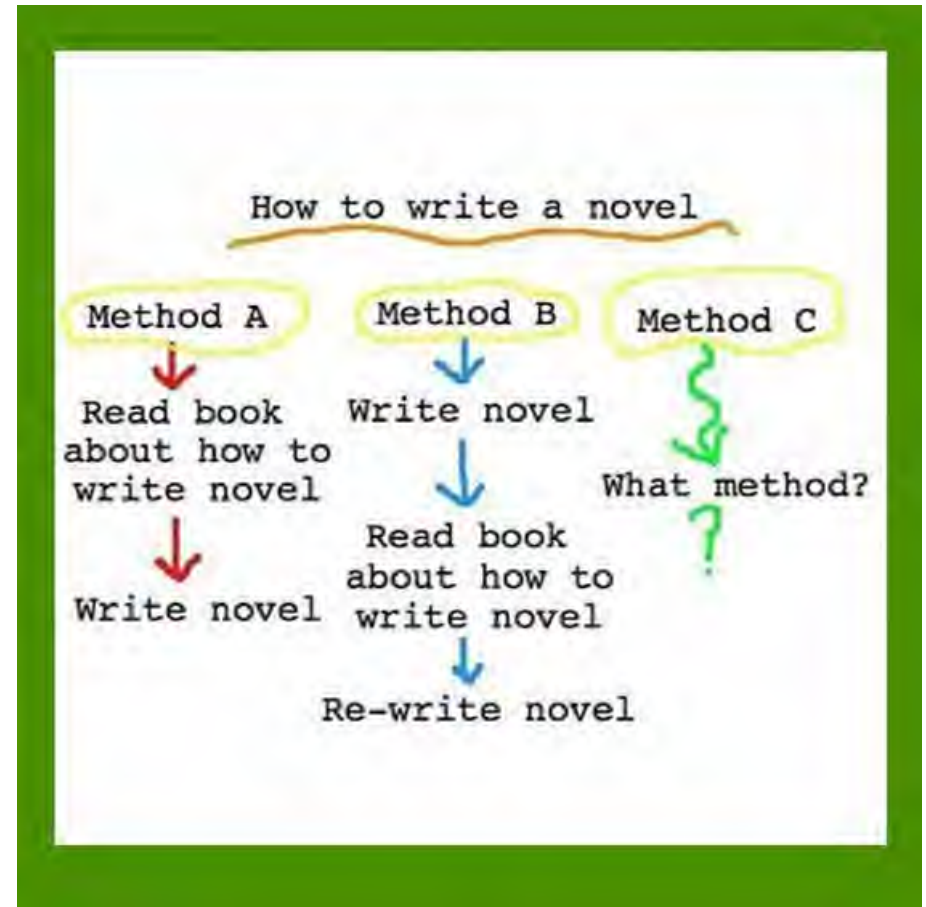 How to write a novel
Method A
Read book
about how to
write novel
Write novel
Method B
Write novel
Read book
about how to
write novel
Re-write novel
Method C
What method?
?